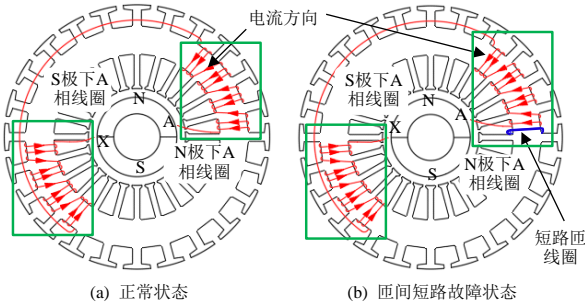 电流方向
S极下A
相线圈
N
A
X
S
N极下A
相线圈
(a) 正常状态
S极下A
相线圈
N
A
X
S
N极下A
相线圈
短路匝
线圈
(b) 匝间短路故障状态